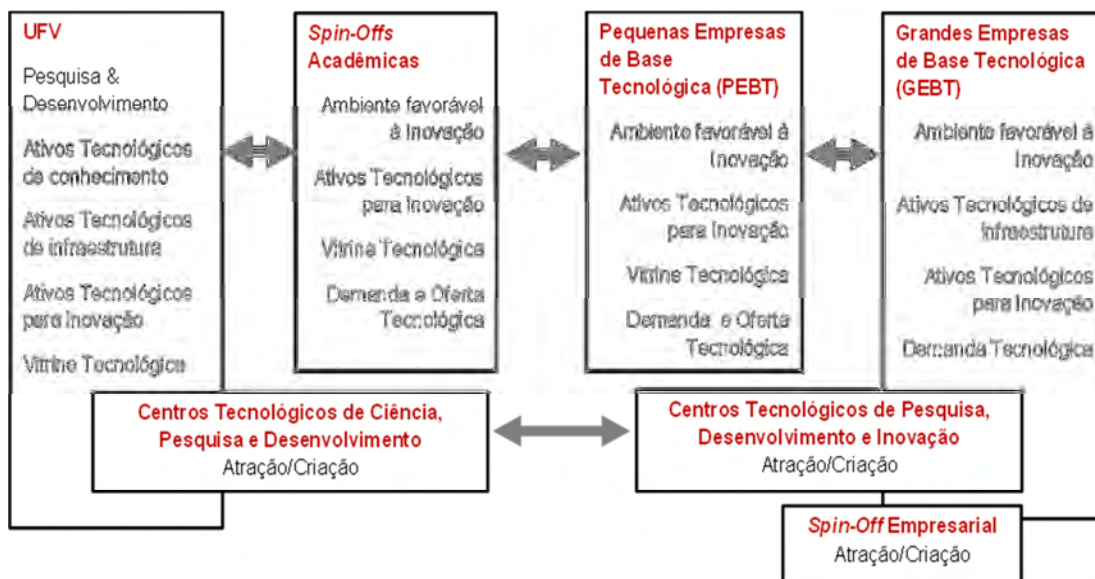 UFV
Pesquisa &
Desenvolvimento
Ativos Tecnológicos
de conhecimento
Ativos Tecnológicos
de infraestrutura
Ativos Tecnológicos
para Inovação
Vitrine Tecnológica
Spin-Offs
Acadêmicas
Ambiente favorável
à Inovação
Ativos Tecnológicos
para Inovação
Vitrine Tecnológica
Demanda e Oferta
Tecnológica
Pequenas Empresas
de Base
Tecnológica (PEBT)
Ambiente favorável à
Inovação
Ativos Tecnológicos
para Inovação
Vitrine Tecnológica
Demanda e Oferta
Tecnológica
Grandes Empresas
de Base Tecnológica
(GEBT)
Ambiente favorável à
Inovação
Ativos Tecnológicos de
Infraestrutura
Ativos Tecnológicos
para Inovação
Demanda Tecnológica
Centros Tecnológicos de Ciência,
Pesquisa e Desenvolvimento
Atração/Criação
Centros Tecnológicos de Pesquisa,
Desenvolvimento e Inovação
Atração/Criação
Spin-Off Empresarial
Atração/Criação